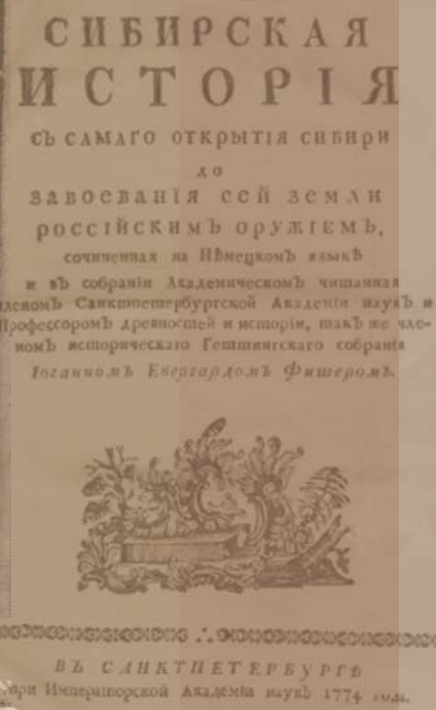 СИБИРСКАЯ
ИСТОРІЯ
СЪ САМАГО ОТКРЫТІЯ СИБИРИ
ДО
ЗАВОЕВАНІЯ СЕЙ ЗЕМЛИ
РОССІЙСКИМЪ ОРУЖІЕМЪ,
сочиненная на Нѣмецкомъ языкѣ
и въ собраніи Академическомъ читанная
членомъ Санктпетербургской Академіи наукъ и
Профессоромъ древностей и исторіи, такъ же чле-
номъ историческаго Геттингскаго собранія
Іоганномъ Ебергардомъ Фишеромъ.
ВЪ САНКТПЕТЕРБУРГѢ
при Императорской Академіи наукъ 1774 года.